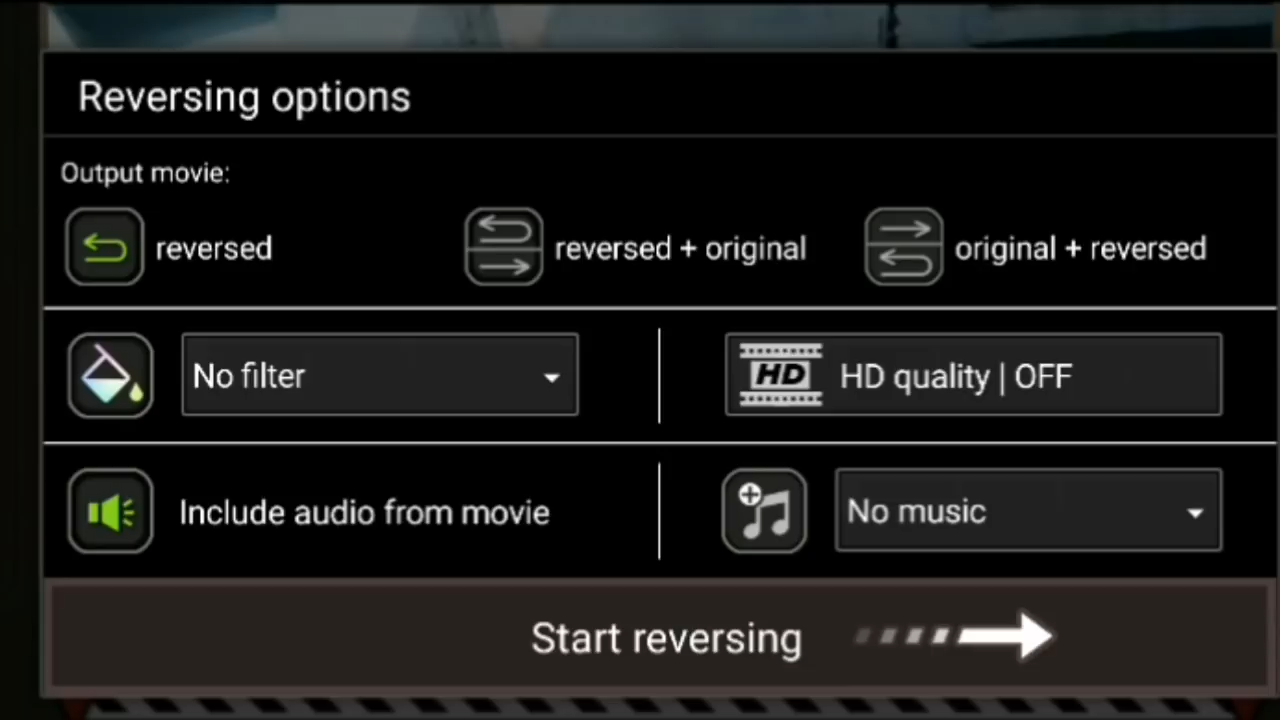 Reversing options
Output movie:
reversed
reversed + original
original + reversed
No filter
HD HD quality | OFF
Include audio from movie
No music
Start reversing